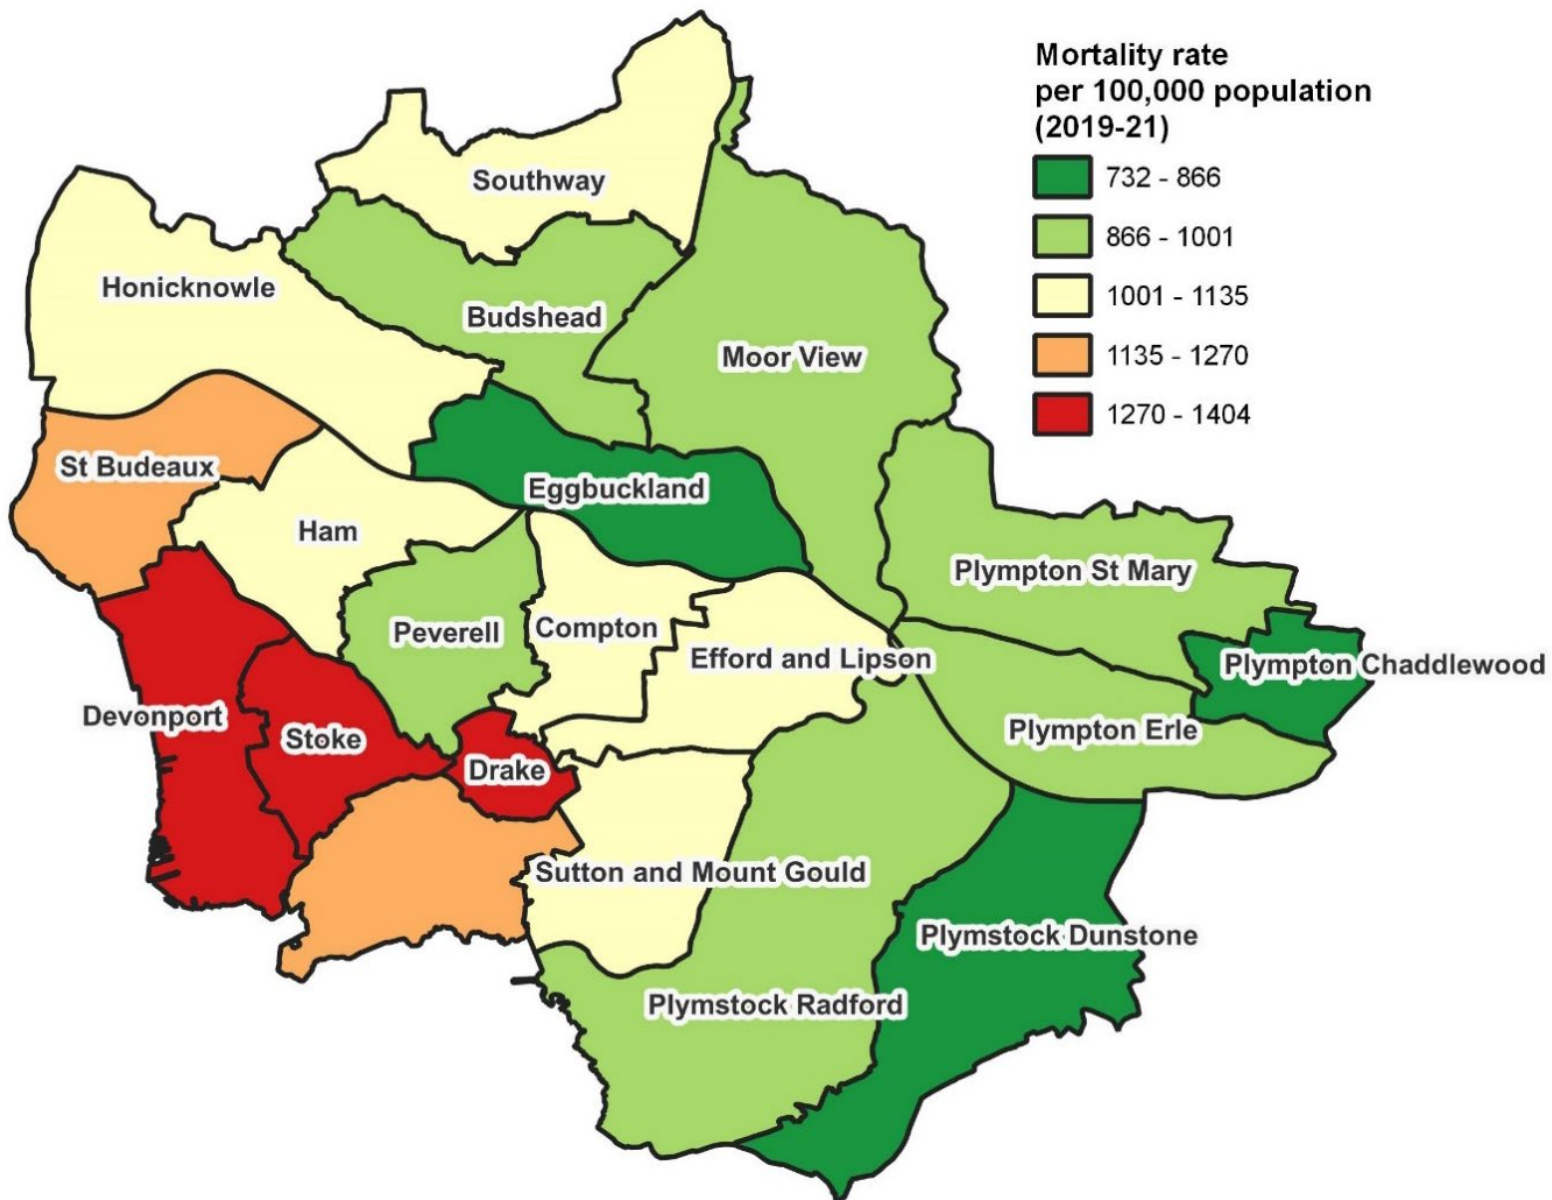 Mortality rate
per 100,000 population
(2019-21)
732 - 866
866 - 1001
1001 - 1135
1135 - 1270
1270 - 1404
Southway
Honicknowle
Budshead
Moor View
St Budeaux
Eggbuckland
Ham
Plympton St Mary
Peverell
Compton
Efford and Lipson
Plympton Chaddlewood
Devonport
Stoke
Plympton Erle
Drake
Sutton and Mount Gould
Plymstock Dunstone
Plymstock Radford